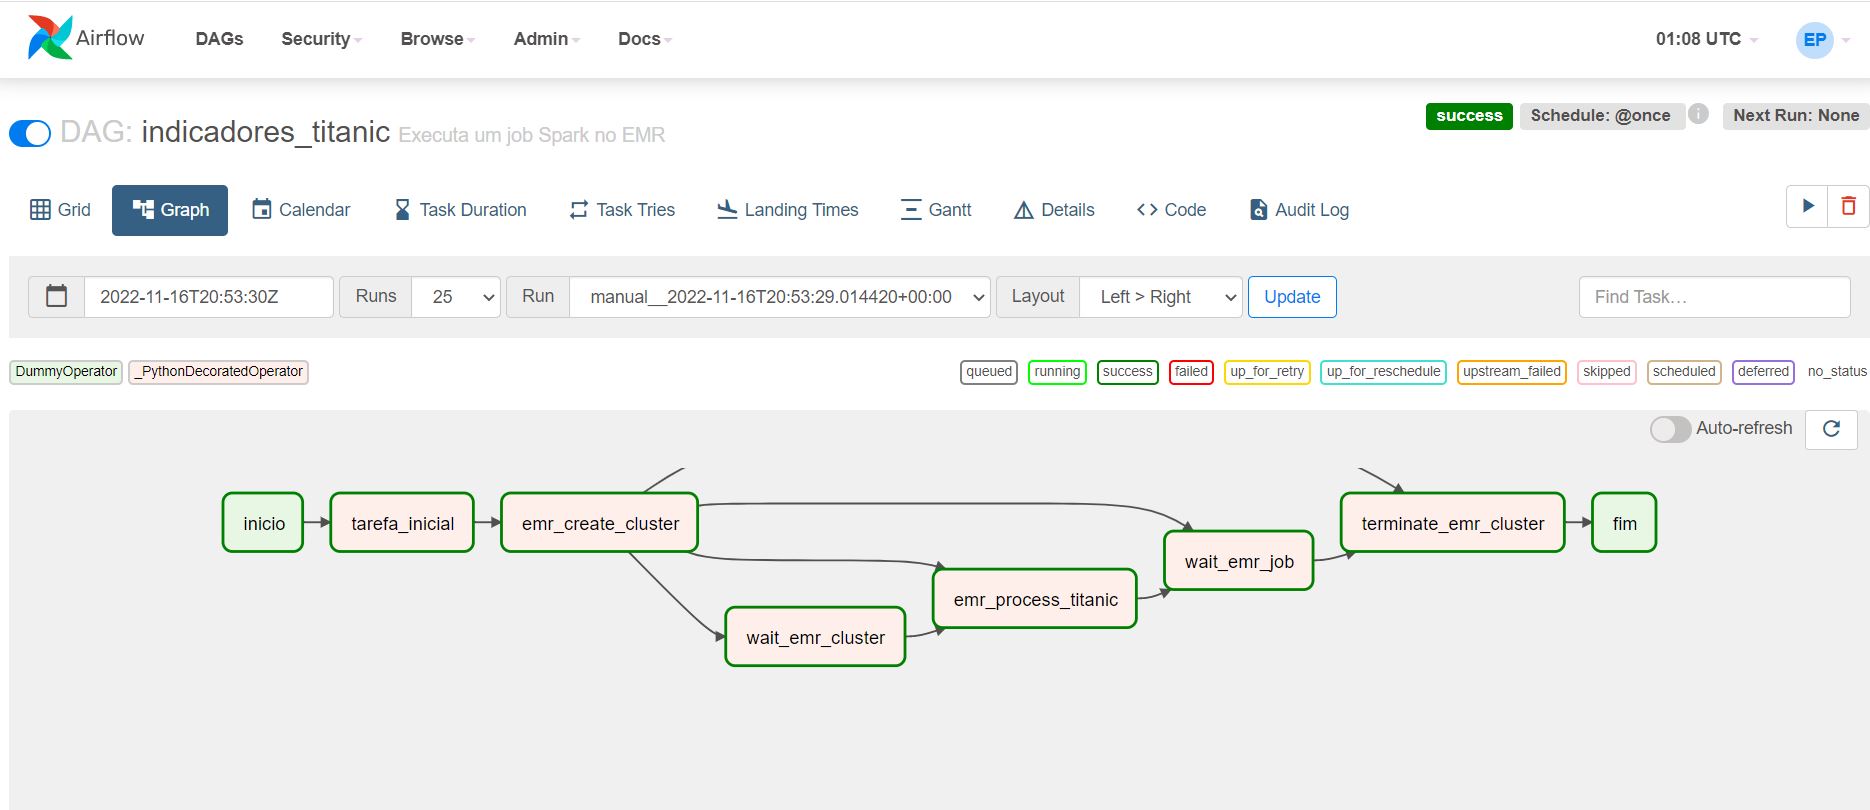 Airflow DAGs Security Browse Admin Docs 01:08 UTC EP
success Schedule: @once Next Run: None
DAG: indicadores_titanic Executa um job Spark no EMR
Grid Graph Calendar Task Duration Task Tries Landing Times Gantt Details Code Audit Log
2022-11-16T20:53:30Z Runs 25 Run manual__2022-11-16T20:53:29.014420+00:00 Layout Left > Right Update Find Task...
DummyOperator _PythonDecoratedOperator queued running success failed up_for_retry up_for_reschedule upstream_failed skipped scheduled deferred no_status
Auto-refresh
inicio tarefa_inicial emr_create_cluster terminate_emr_cluster fim
wait_emr_job
emr_process_titanic
wait_emr_cluster